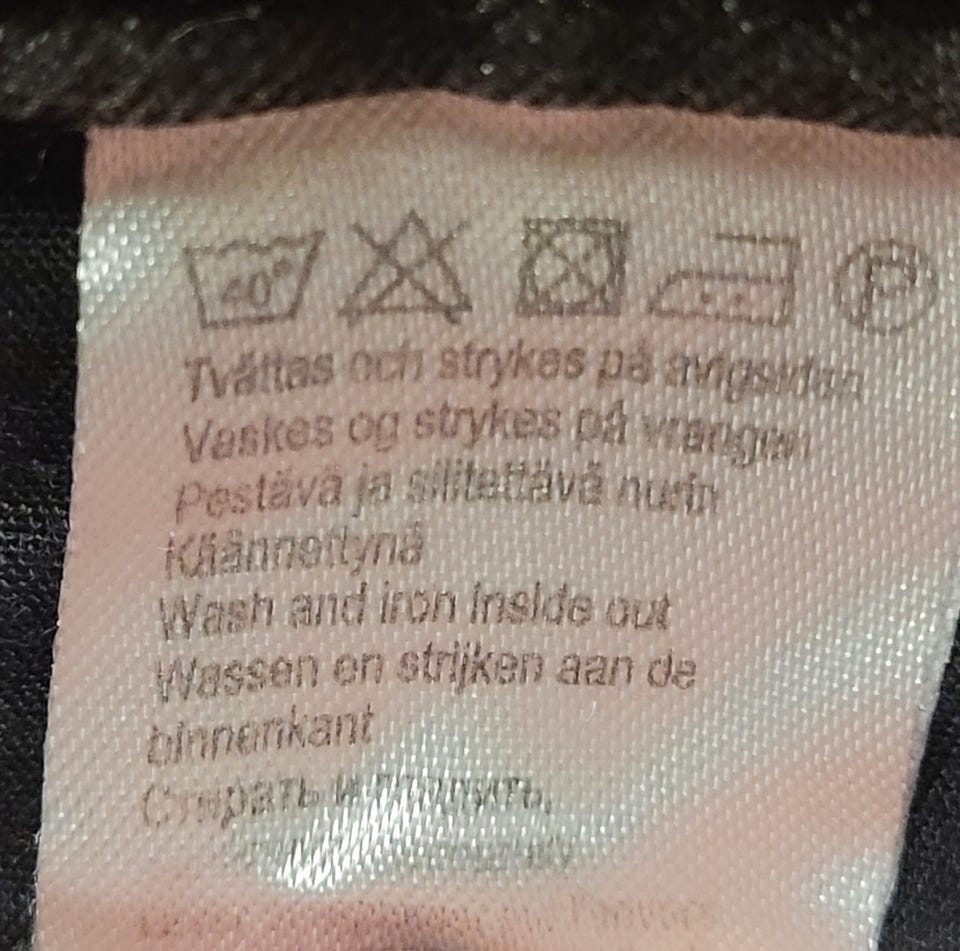 40°
P
Tvättas och strykes på avigsidan
Vaskes og strykes på vrangen
Pestävä ja silitettävä nurin
Käännettynä
Wash and iron inside out
Wassen en strijken aan de
binnenkant
Стирать и гладить,